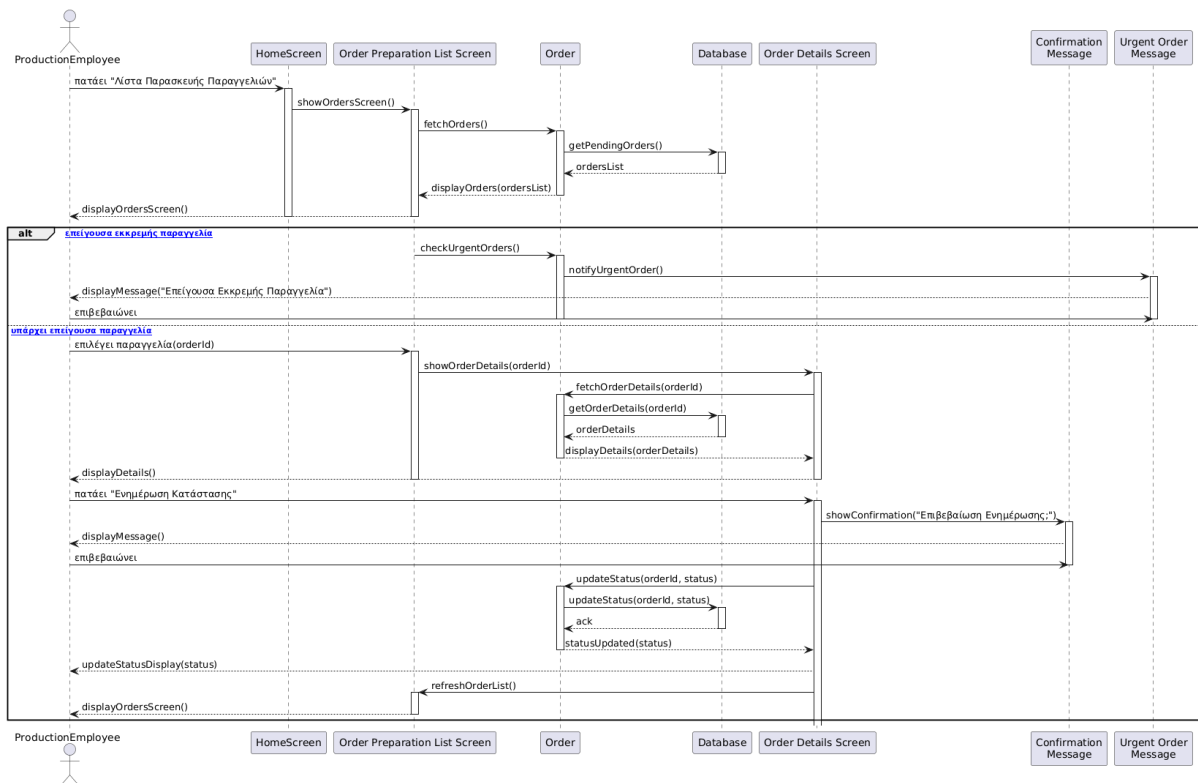 ProductionEmployee
HomeScreen
Order Preparation List Screen
Order
Database
Order Details Screen
Confirmation
Message
Urgent Order
Message
πατάει "Λίστα Παρασκευής Παραγγελιών"
showOrdersScreen()
fetchOrders()
getPendingOrders()
ordersList
displayOrders(ordersList)
displayOrdersScreen()
alt
επείγουσα εκκρεμής παραγγελία
checkUrgentOrders()
notifyUrgentOrder()
displayMessage("Επείγουσα Εκκρεμής Παραγγελία")
επιβεβαιώνει
υπάρχει επείγουσα παραγγελία
επιλέγει παραγγελία(orderId)
showOrderDetails(orderId)
fetchOrderDetails(orderId)
getOrderDetails(orderId)
orderDetails
displayDetails(orderDetails)
displayDetails()
πατάει "Ενημέρωση Κατάστασης"
showConfirmation("Επιβεβαίωση Ενημέρωσης;")
displayMessage()
επιβεβαιώνει
updateStatus(orderId, status)
updateStatus(orderId, status)
ack
statusUpdated(status)
updateStatusDisplay(status)
refreshOrderList()
displayOrdersScreen()
ProductionEmployee
HomeScreen
Order Preparation List Screen
Order
Database
Order Details Screen
Confirmation
Message
Urgent Order
Message